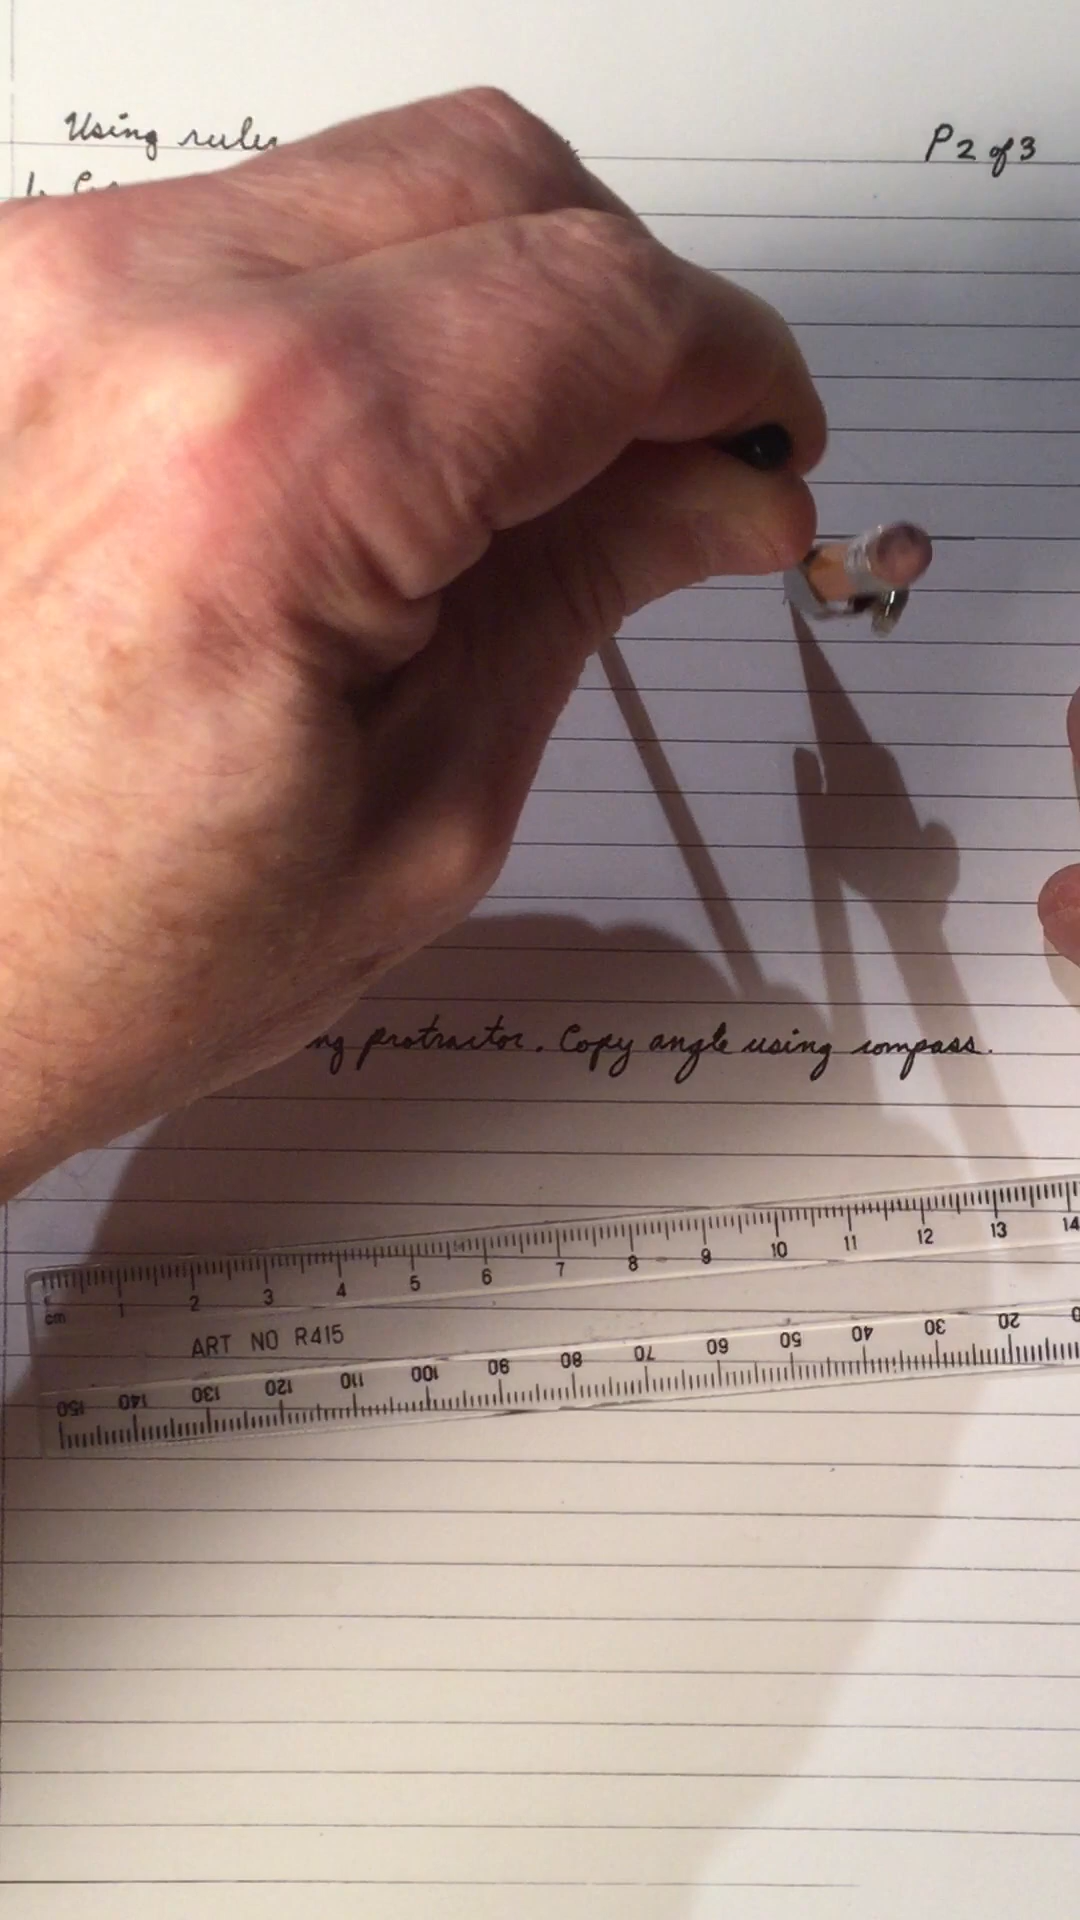 Using ruler
P 2 of 3
1.
protractor. Copy angle using compass.
1 2 3 4 5 6 7 8 9 10 11 12 13 14
cm
ART NO R415
150 140 130 120 110 100 90 80 70 60 50 40 30 20